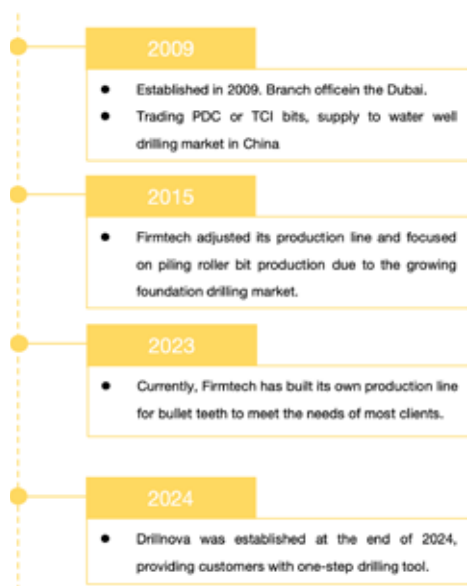 2009
● Established in 2009. Branch officein the Dubai.
● Trading PDC or TCI bits, supply to water well
drilling market in China
2015
● Firmtech adjusted its production line and focused
on piling roller bit production due to the growing
foundation drilling market.
2023
● Currently, Firmtech has built its own production line
for bullet teeth to meet the needs of most clients.
2024
● Drillnova was established at the end of 2024,
providing customers with one-step drilling tool.